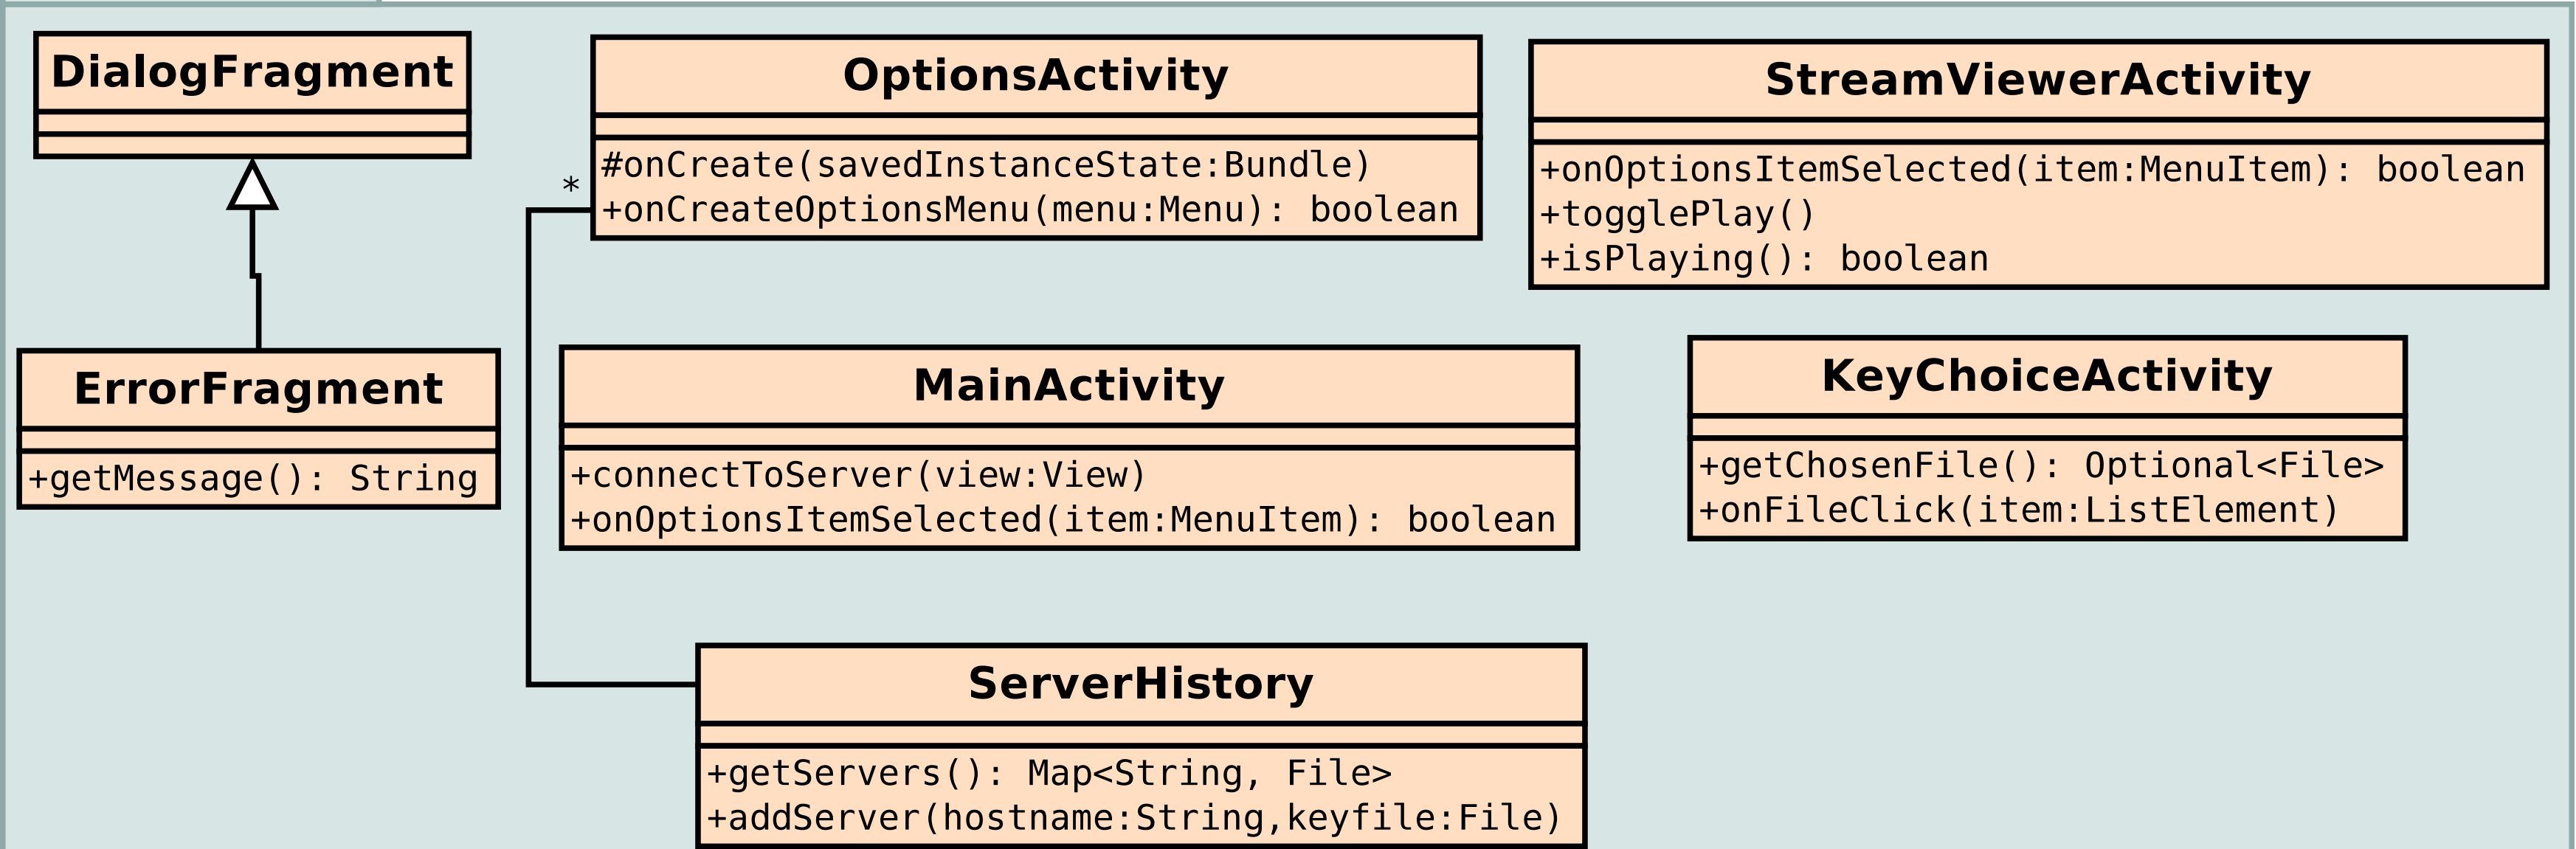 DialogFragment
OptionsActivity
#onCreate(savedInstanceState:Bundle)
+onCreateOptionsMenu(menu:Menu): boolean
*
StreamViewerActivity
+onOptionsItemSelected(item:MenuItem): boolean
+togglePlay()
+isPlaying(): boolean
ErrorFragment
+getMessage(): String
MainActivity
+connectToServer(view:View)
+onOptionsItemSelected(item:MenuItem): boolean
KeyChoiceActivity
+getChosenFile(): Optional<File>
+onFileClick(item:ListElement)
ServerHistory
+getServers(): Map<String, File>
+addServer(hostname:String,keyfile:File)